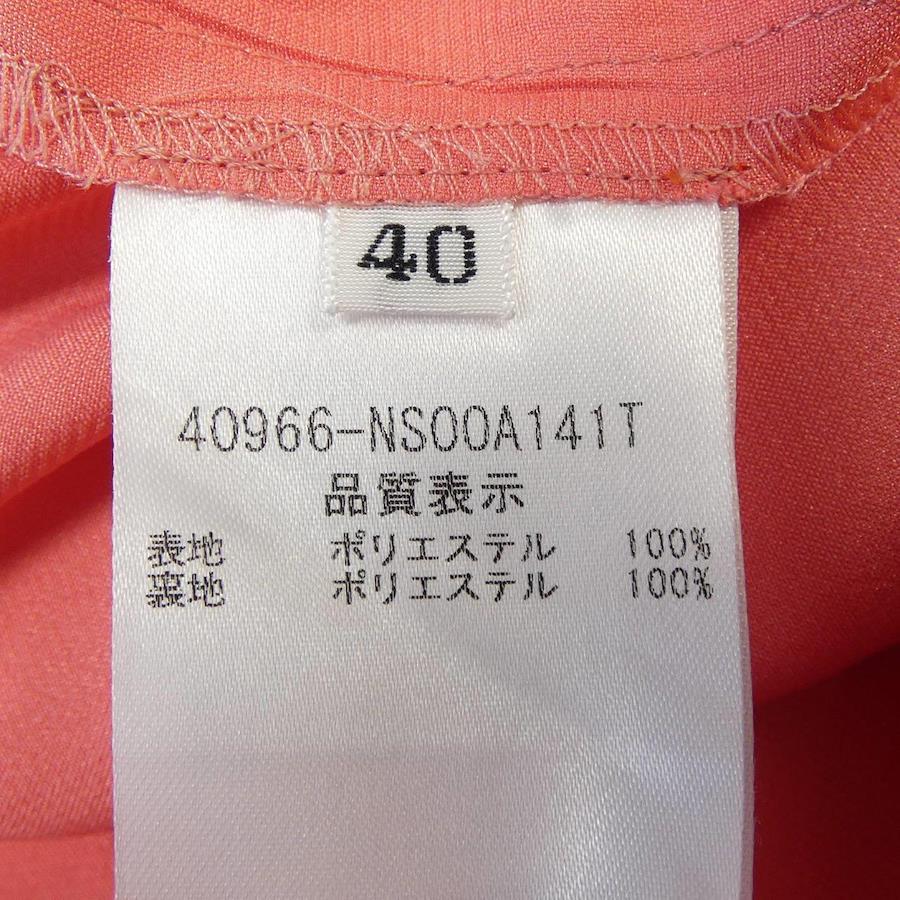 40
40966-NS00A141T
品質表示
表地 ポリエステル 100%
裏地 ポリエステル 100%